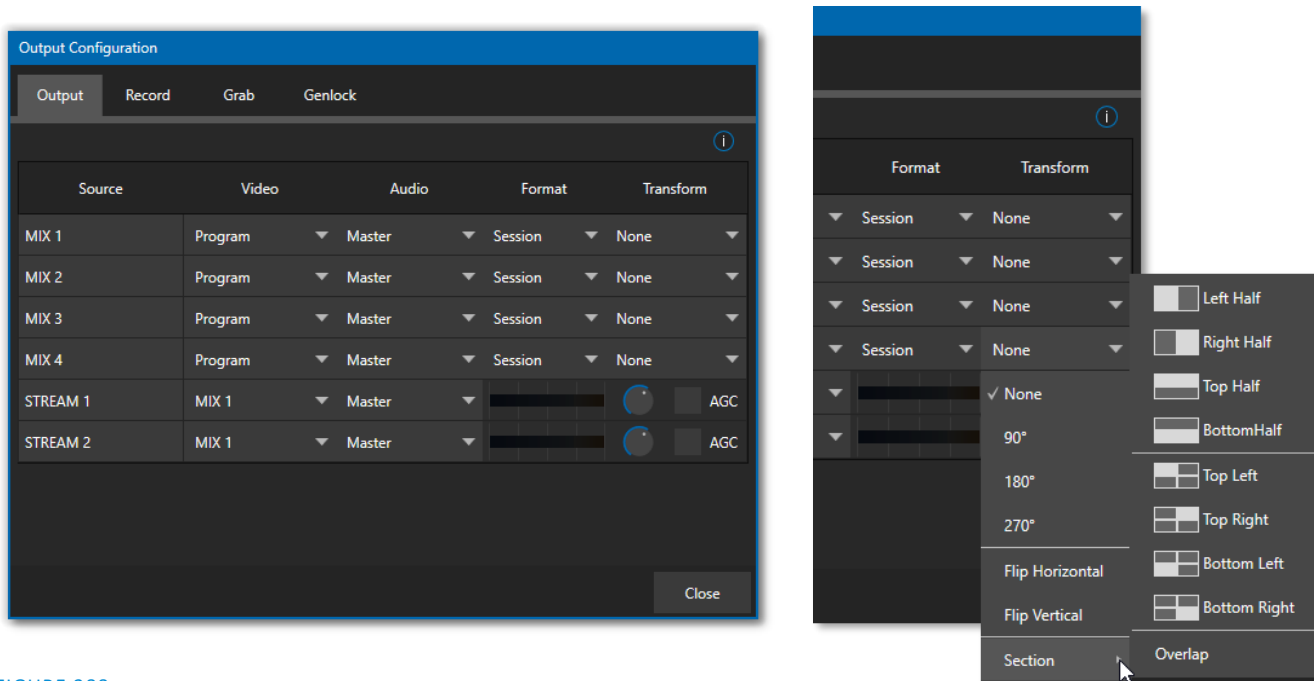 Output Configuration
Output Record Grab Genlock
i
Source Video Audio Format Transform
MIX 1 Program Master Session None
MIX 2 Program Master Session None
MIX 3 Program Master Session None
MIX 4 Program Master Session None
STREAM 1 MIX 1 Master AGC
STREAM 2 MIX 1 Master AGC
Close
i
Format Transform
Session None
Session None
Session None
Session None
✓ None
90°
180°
270°
Flip Horizontal
Flip Vertical
Section
Left Half
Right Half
Top Half
BottomHalf
Top Left
Top Right
Bottom Left
Bottom Right
Overlap